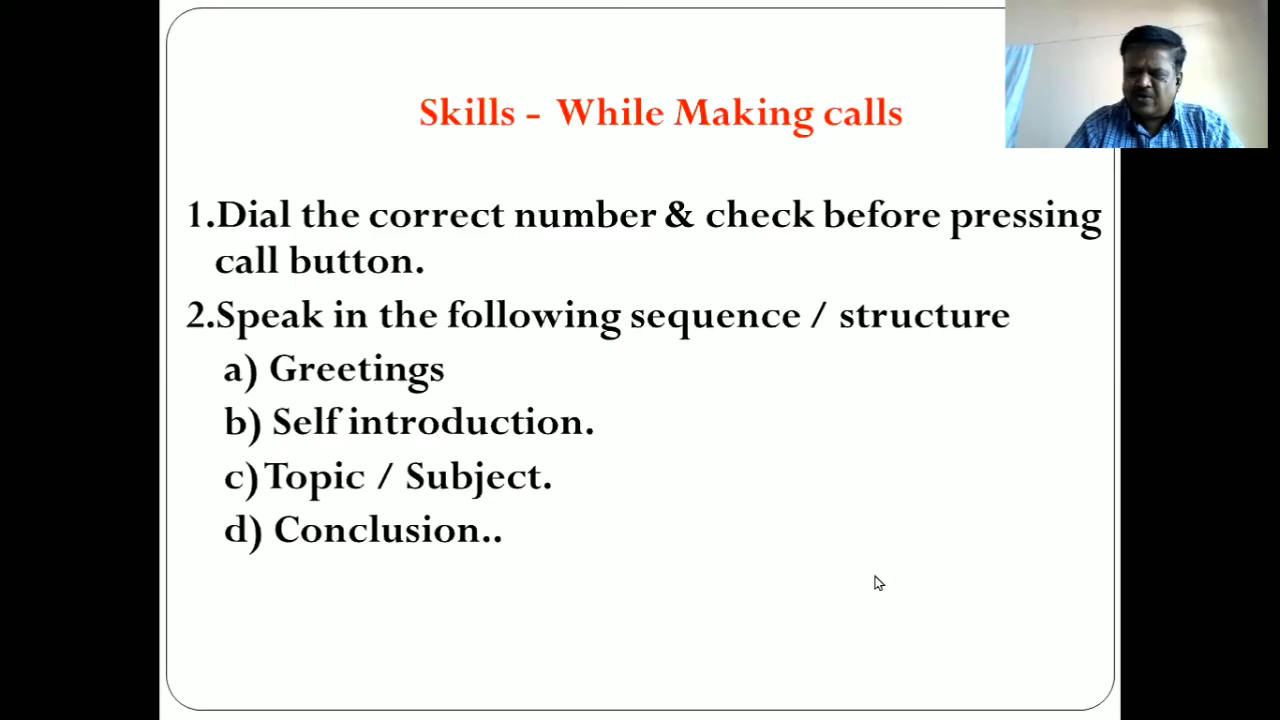 Skills - While Making calls
1.Dial the correct number & check before pressing
call button.
2.Speak in the following sequence / structure
a) Greetings
b) Self introduction.
c) Topic / Subject.
d) Conclusion..